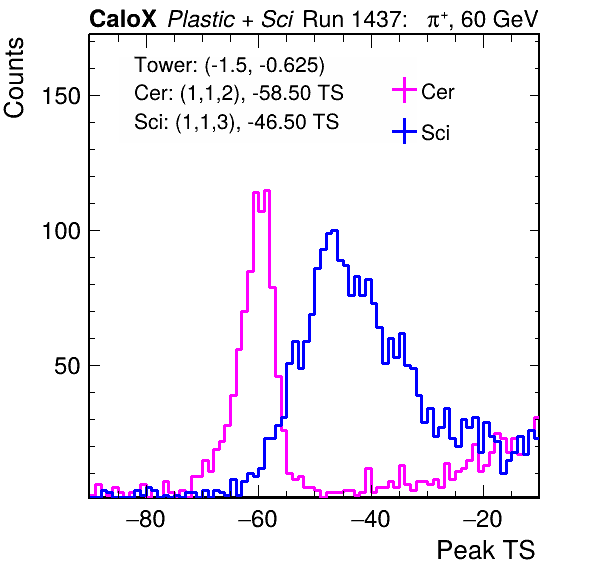 CaloX Plastic + Sci Run 1437: π⁺, 60 GeV
Counts
Tower: (-1.5, -0.625)
Cer: (1,1,2), -58.50 TS
Sci: (1,1,3), -46.50 TS
Cer
Sci
150
100
50
−80 −60 −40 −20
Peak TS